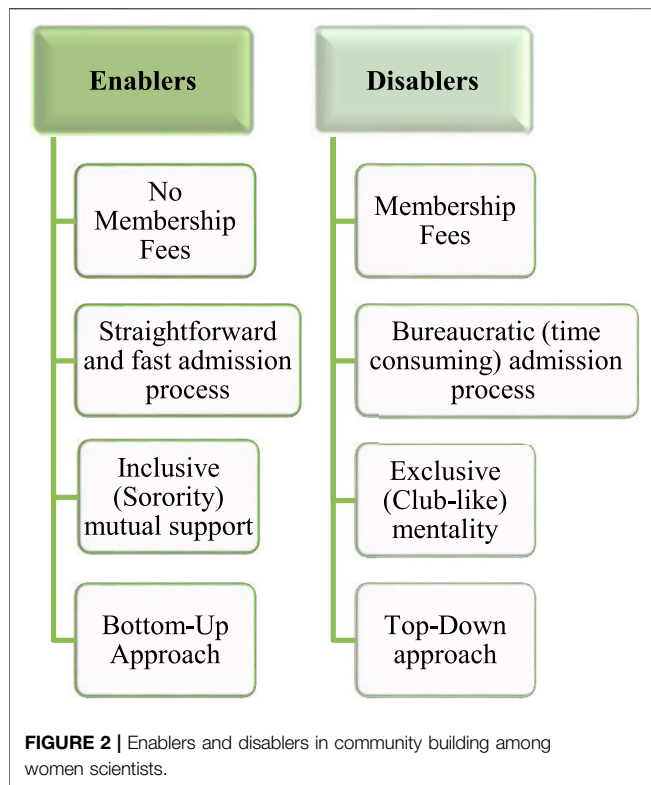 Enablers
No
Membership
Fees
Straightforward
and fast admission
process
Inclusive
(Sorority)
mutual support
Bottom-Up
Approach
Disablers
Membership
Fees
Bureaucratic (time
consuming) admission
process
Exclusive
(Club-like)
mentality
Top-Down
approach
FIGURE 2 | Enablers and disablers in community building among
women scientists.